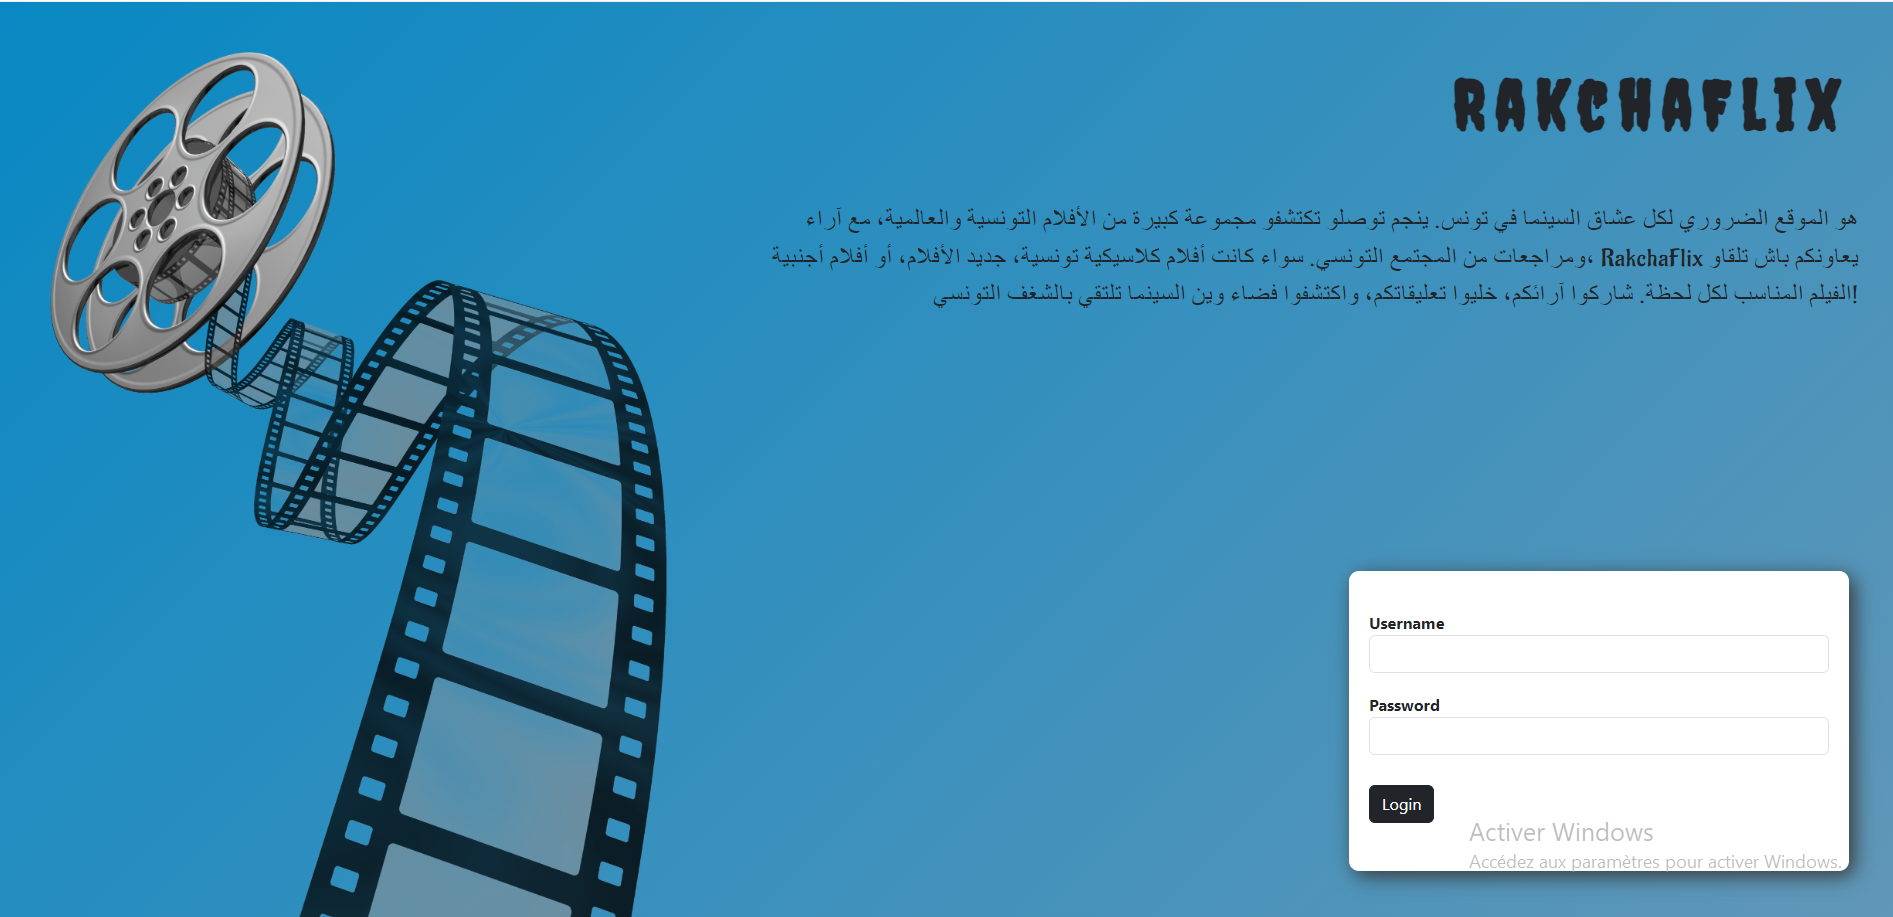 RAKCHAFLIX
هو الموقع الضروري لكل عشاق السينما في تونس. ينجم توصلو تكتشفو مجموعة كبيرة من الأفلام التونسية والعالمية، مع آراء
يعاونكم باش تلقاو RakchaFlix ،ومراجعات من المجتمع التونسي. سواء كانت أفلام كلاسيكية تونسية، جديد الأفلام، أو أفلام أجنبية
!الفيلم المناسب لكل لحظة. شاركوا آرائكم، خليوا تعليقاتكم، واكتشفوا فضاء وين السينما تلتقي بالشغف التونسي
Username
Password
Login
Activer Windows
Accédez aux paramètres pour activer Windows.